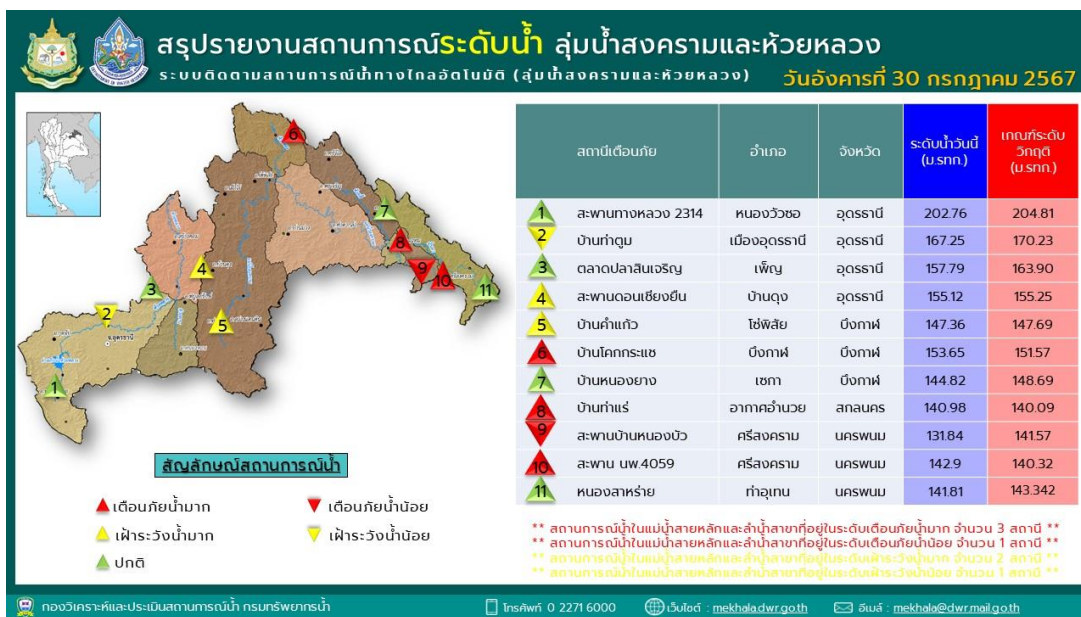 สรุปรายงานสถานการณ์ระดับน้ำ ลุ่มน้ำสงครามและห้วยหลวง
ระบบติดตามสถานการณ์น้ำทางไกลอัตโนมัติ (ลุ่มน้ำสงครามและห้วยหลวง)
วันอังคารที่ 30 กรกฎาคม 2567
สถานีเตือนภัย อำเภอ จังหวัด ระดับน้ำวันนี้ (ม.รทก.) เกณฑ์ระดับวิกฤติ (ม.รทก.)
1 สะพานทางหลวง 2314 หนองวัวซอ อุดรธานี 202.76 204.81
2 บ้านท่าตูม เมืองอุดรธานี อุดรธานี 167.25 170.23
3 ตลาดปลาสินเจริญ เพ็ญ อุดรธานี 157.79 163.90
4 สะพานดอนเชียงยืน บ้านดุง อุดรธานี 155.12 155.25
5 บ้านคำแก้ว โซ่พิสัย บึงกาฬ 147.36 147.69
6 บ้านโคกกระแซ บึงกาฬ บึงกาฬ 153.65 151.57
7 บ้านหนองยาง เซกา บึงกาฬ 144.82 148.69
8 บ้านท่าแร่ อากาศอำนวย สกลนคร 140.98 140.09
9 สะพานบ้านหนองบัว ศรีสงคราม นครพนม 131.84 141.57
10 สะพาน นพ.4059 ศรีสงคราม นครพนม 142.9 140.32
11 หนองสาหร่าย ท่าอุเทน นครพนม 141.81 143.342
6
7
8
9
10
11
4
3
2
5
1
สัญลักษณ์สถานการณ์น้ำ
เตือนภัยน้ำมาก เตือนภัยน้ำน้อย
เฝ้าระวังน้ำมาก เฝ้าระวังน้ำน้อย
ปกติ
** สถานการณ์น้ำในแม่น้ำสายหลักและลำน้ำสาขาที่อยู่ในระดับเตือนภัยน้ำมาก จำนวน 3 สถานี **
** สถานการณ์น้ำในแม่น้ำสายหลักและลำน้ำสาขาที่อยู่ในระดับเตือนภัยน้ำน้อย จำนวน 1 สถานี **
** สถานการณ์น้ำในแม่น้ำสายหลักและลำน้ำสาขาที่อยู่ในระดับเฝ้าระวังน้ำมาก จำนวน 2 สถานี **
** สถานการณ์น้ำในแม่น้ำสายหลักและลำน้ำสาขาที่อยู่ในระดับเฝ้าระวังน้ำน้อย จำนวน 1 สถานี **
กองวิเคราะห์และประเมินสถานการณ์น้ำ กรมทรัพยากรน้ำ โทรศัพท์ 0 2271 6000 เว็บไซต์ : mekhala.dwr.go.th อีเมล์ : mekhala@dwr.mail.go.th